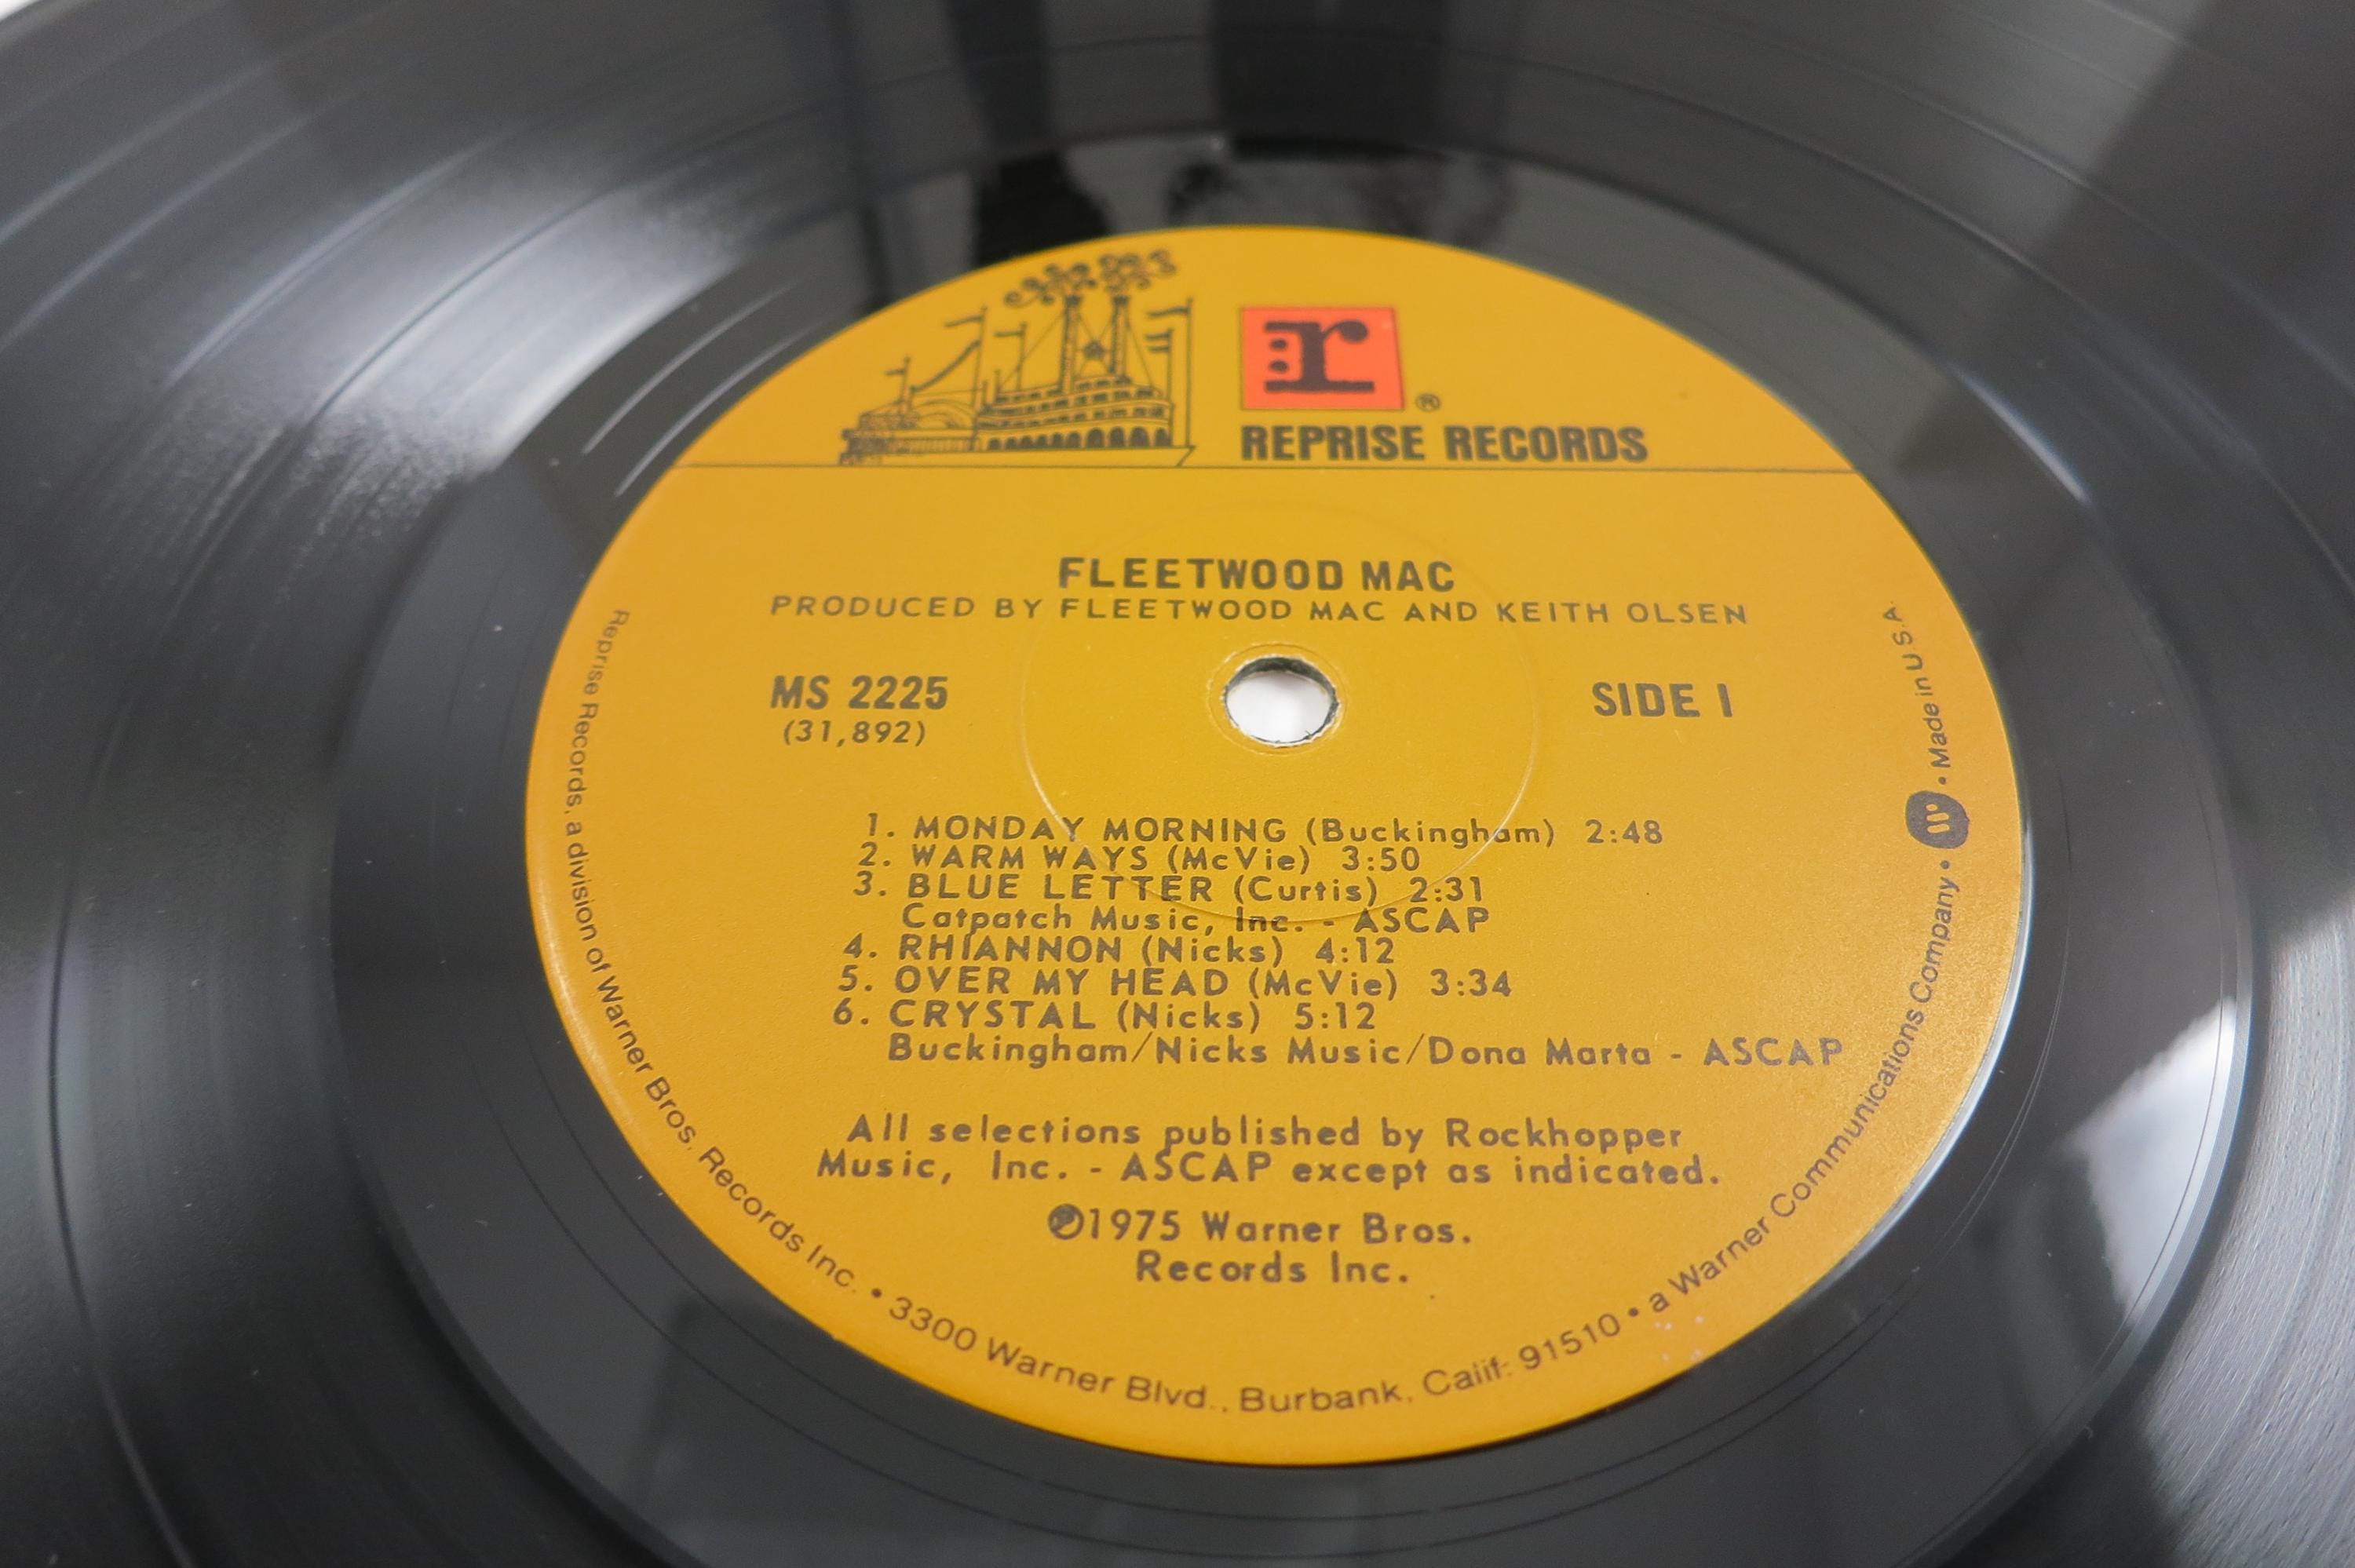 r ®
REPRISE RECORDS
FLEETWOOD MAC
PRODUCED BY FLEETWOOD MAC AND KEITH OLSEN
MS 2225
(31,892)
SIDE 1
1. MONDAY MORNING (Buckingham) 2:48
2. WARM WAYS (McVie) 3:50
3. BLUE LETTER (Curtis) 2:31
Catpatch Music, Inc. - ASCAP
4. RHIANNON (Nicks) 4:12
5. OVER MY HEAD (McVie) 3:34
6. CRYSTAL (Nicks) 5:12
Buckingham/Nicks Music/Dona Marta - ASCAP
All selections published by Rockhopper
Music, Inc. - ASCAP except as indicated.
℗1975 Warner Bros.
Records Inc.
Reprise Records, a division of Warner Bros. Records Inc. • 3300 Warner Blvd., Burbank, Calif. 91510 • a Warner Communications Company • W • Made in U.S.A.